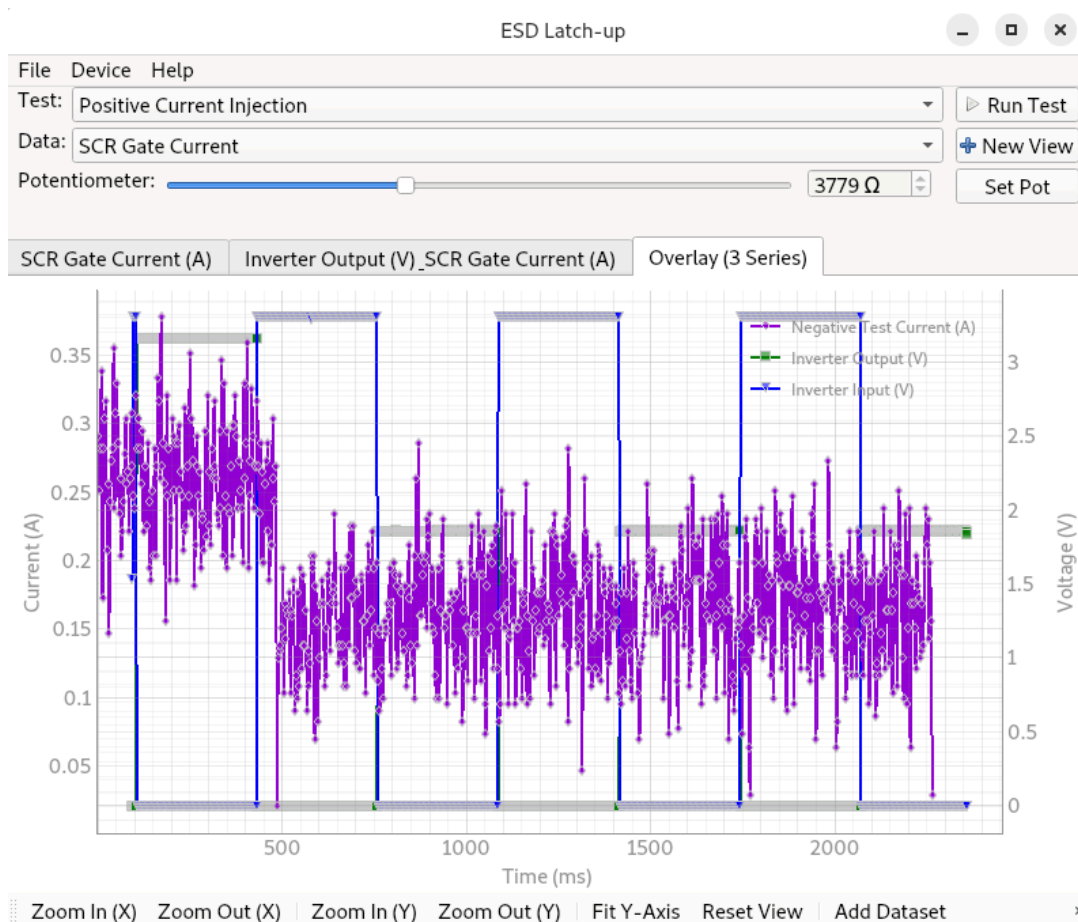 ESD Latch-up
File Device Help
Test: Positive Current Injection Run Test
Data: SCR Gate Current New View
Potentiometer: 3779 Ω Set Pot
SCR Gate Current (A) Inverter Output (V)_SCR Gate Current (A) Overlay (3 Series)
Negative Test Current (A)
Inverter Output (V)
Inverter Input (V)
Current (A)
0.35
0.3
0.25
0.2
0.15
0.1
0.05
3
2.5
2
1.5
1
0.5
0
Voltage (V)
500 1000 1500 2000
Time (ms)
Zoom In (X) Zoom Out (X) Zoom In (Y) Zoom Out (Y) Fit Y-Axis Reset View Add Dataset